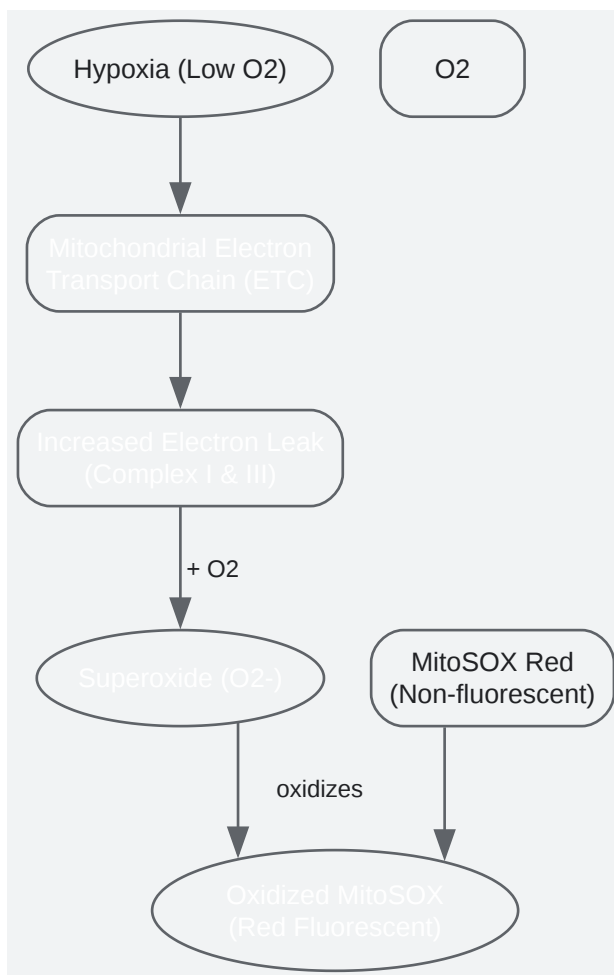 Hypoxia (Low O2)
O2
Mitochondrial Electron
Transport Chain (ETC)
Increased Electron Leak
(Complex I & III)
+ O2
Superoxide (O2-)
MitoSOX Red
(Non-fluorescent)
oxidizes
Oxidized MitoSOX
(Red Fluorescent)